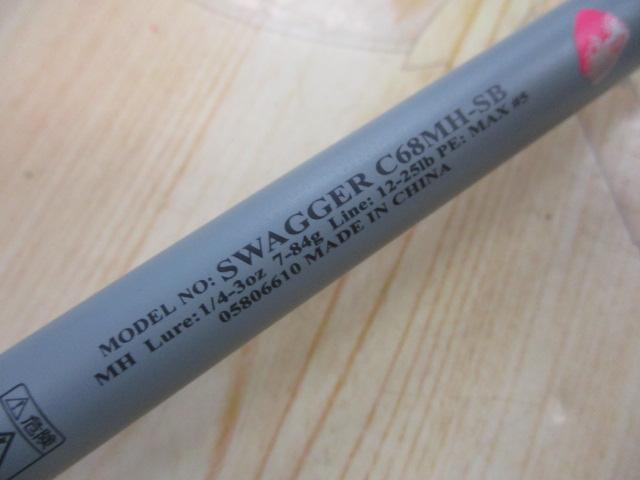 MODEL NO: SWAGGER C68MH-SB
MH Lure: 1/4-3oz 7-84g Line: 12-25lb PE: MAX #5
05806610 MADE IN CHINA
危険